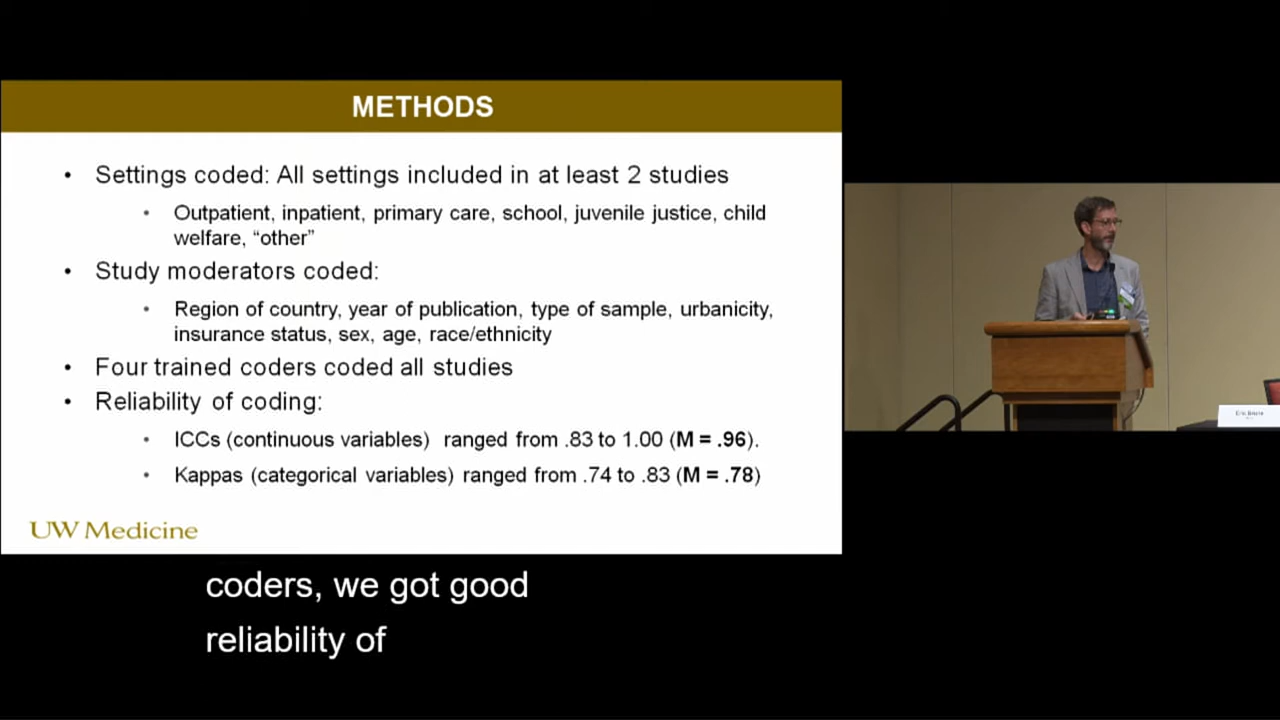 METHODS
• Settings coded: All settings included in at least 2 studies
• Outpatient, inpatient, primary care, school, juvenile justice, child
welfare, “other”
• Study moderators coded:
• Region of country, year of publication, type of sample, urbanicity,
insurance status, sex, age, race/ethnicity
• Four trained coders coded all studies
• Reliability of coding:
• ICCs (continuous variables) ranged from .83 to 1.00 (M = .96).
• Kappas (categorical variables) ranged from .74 to .83 (M = .78)
UW Medicine
coders, we got good
reliability of